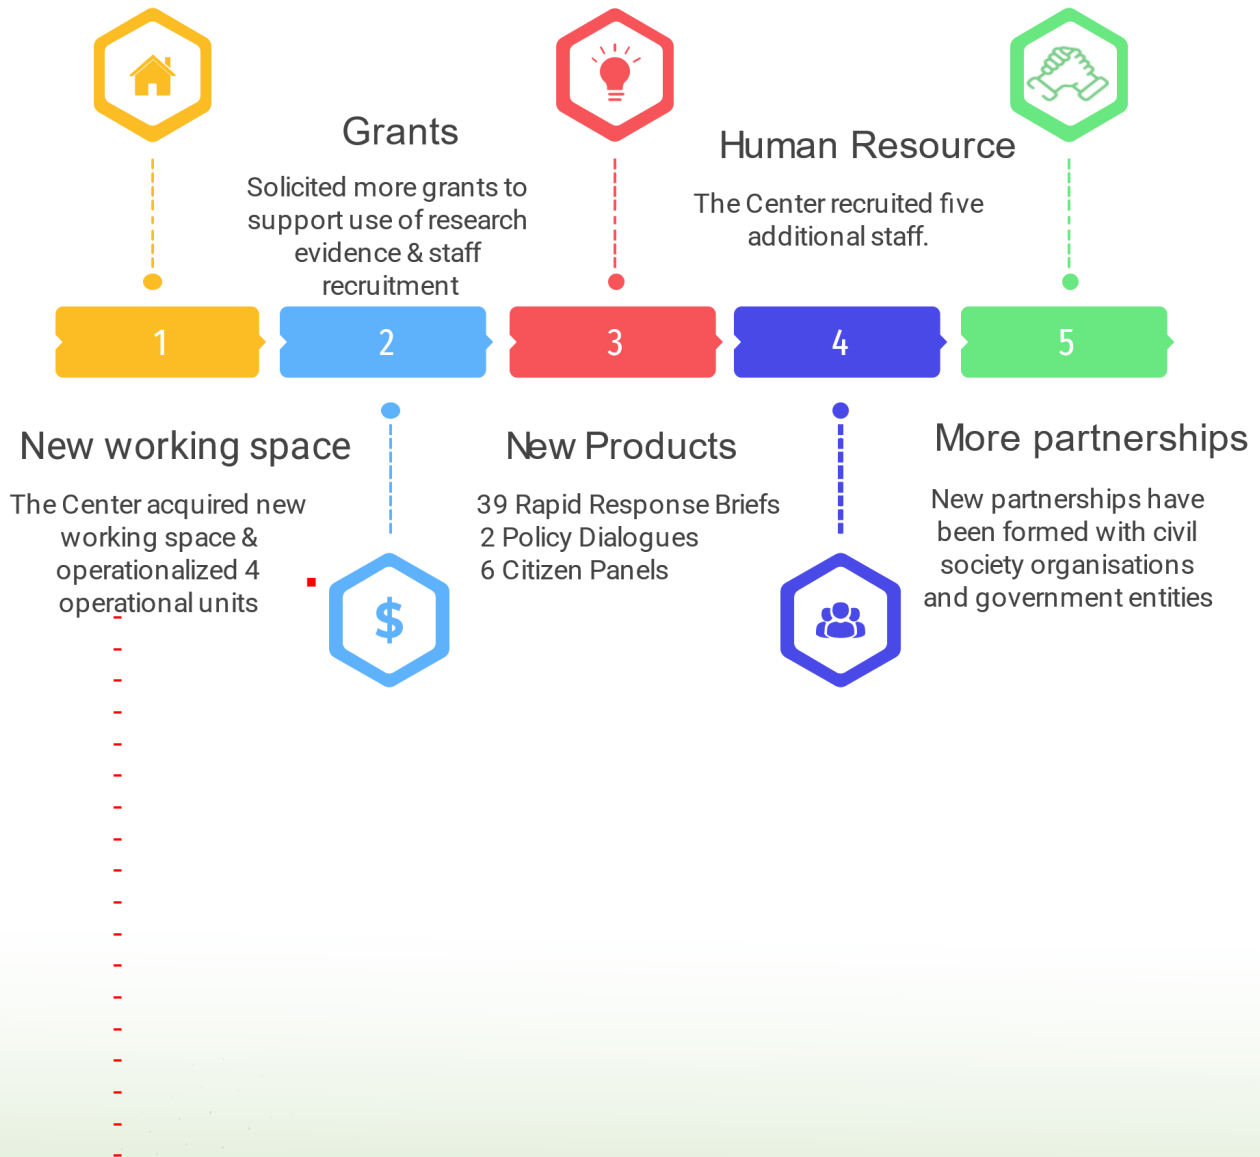 Grants
Solicited more grants to
support use of research
evidence & staff
recruitment
Human Resource
The Center recruited five
additional staff.
1
2
3
4
5
New working space
The Center acquired new
working space &
operationalized 4
operational units
$
New Products
39 Rapid Response Briefs
2 Policy Dialogues
6 Citizen Panels
More partnerships
New partnerships have
been formed with civil
society organisations
and government entities